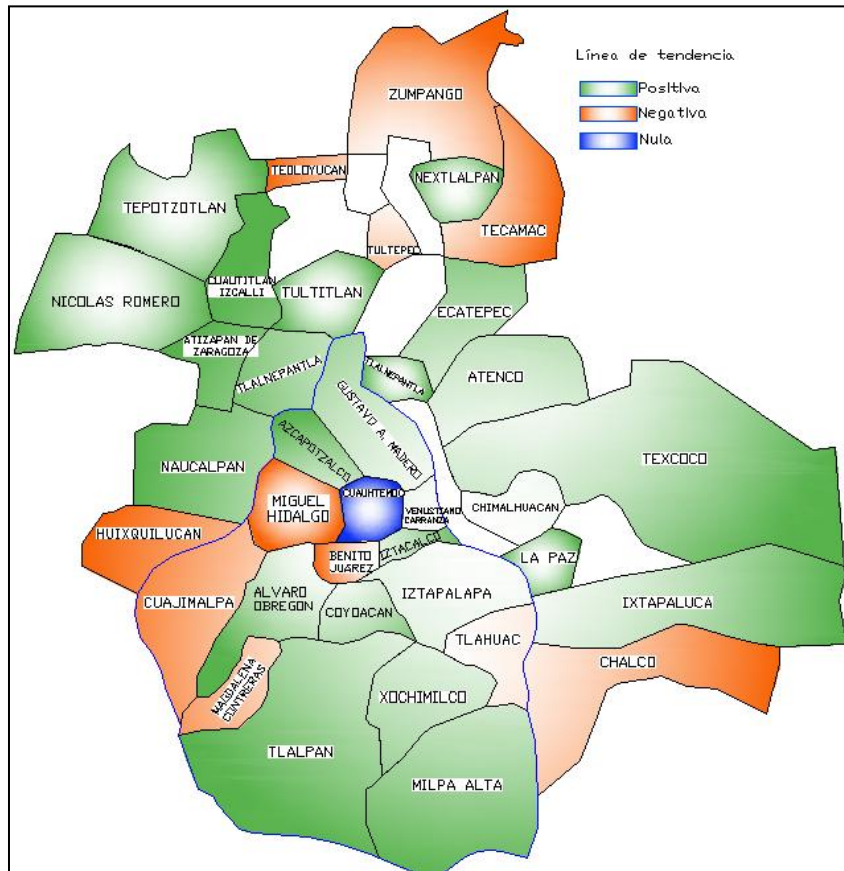 Línea de tendencia
Positiva
Negativa
Nula
ZUMPANGO
TEOLOYUCAN
NEXTLALPAN
TEPOTZOTLAN
TECAMAC
TULTEPEC
CUAUTITLAN
IZCALLI
TULTITLAN
NICOLAS ROMERO
ECATEPEC
ATIZAPAN DE
ZARAGOZA
TLALNEPANTLA
TLALNEPANTLA
ATENCO
GUSTAVO A. MADERO
AZCAPOTZALCO
NAUCALPAN
TEXCOCO
MIGUEL
HIDALGO
CUAUHTEMOC
VENUSTIANO
CARRANZA
CHIMALHUACAN
HUIXQUILUCAN
BENITO
JUÁREZ
IZTACALCO
LA PAZ
CUAJIMALPA
ALVARO
OBREGON
COYOACAN
IZTAPALAPA
IXTAPALUCA
TLAHUAC
CHALCO
MAGDALENA
CONTRERAS
XOCHIMILCO
TLALPAN
MILPA ALTA